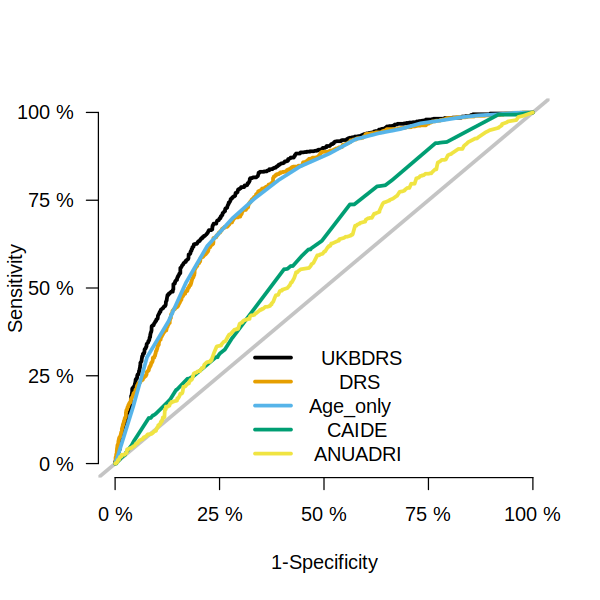 100 %
75 %
50 %
25 %
0 %
Sensitivity
UKBDRS
DRS
Age_only
CAIDE
ANUADRI
0 %
25 %
50 %
75 %
100 %
1-Specificity